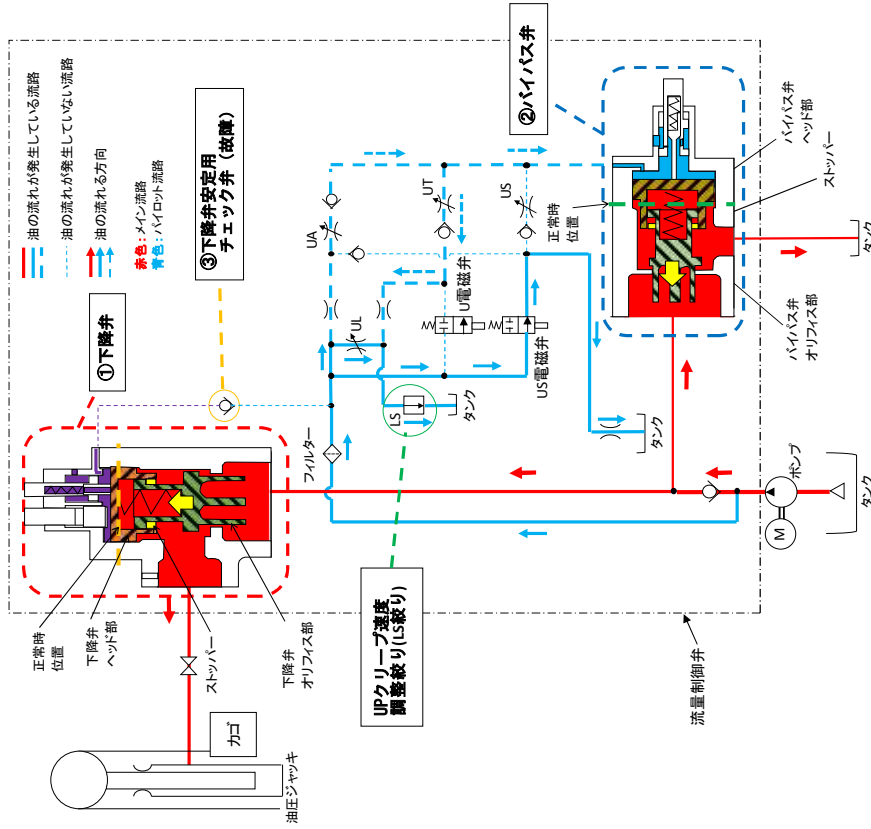 油の流れが発生している流路
油の流れが発生していない流路
油の流れる方向
赤色：メイン流路
青色：パイロット流路
①下降弁
③下降弁安定用
チェック弁（故障）
②バイパス弁
正常時
位置
下降弁
ヘッド部
ストッパー
下降弁
オリフィス部
カゴ
油圧ジャッキ
フィルター
UA
UT
US
UL
LS
タンク
U電磁弁
US電磁弁
タンク
正常時
位置
バイパス弁
ヘッド部
ストッパー
バイパス弁
オリフィス部
タンク
UPクリープ速度
調整絞り(LS絞り)
流量制御弁
M
ポンプ
タンク